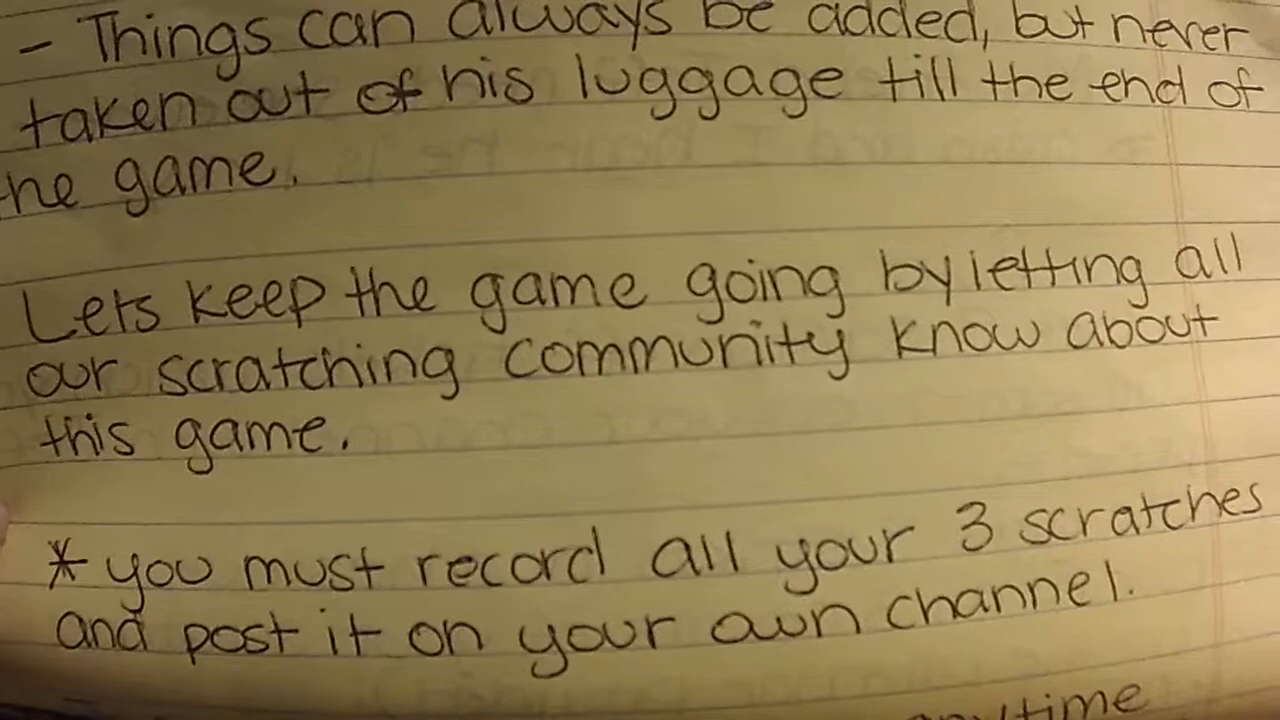 - Things can always be added, but never
taken out of his luggage till the end of
he game.
Lets keep the game going by letting all
our scratching community know about
this game.
* you must record all your 3 scratches
and post it on your own channel.
anytime